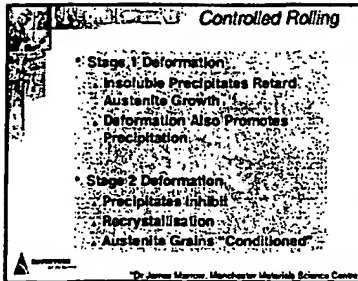 Controlled Rolling
• Stage 1 Deformation
Insoluble Precipitates Retard
Austenite Growth
Deformation Also Promotes
Precipitation
• Stage 2 Deformation
Precipitates Inhibit
Recrystallisation
Austenite Grains "Conditioned"
"Dr James Marrow, Manchester Materials Science Centre